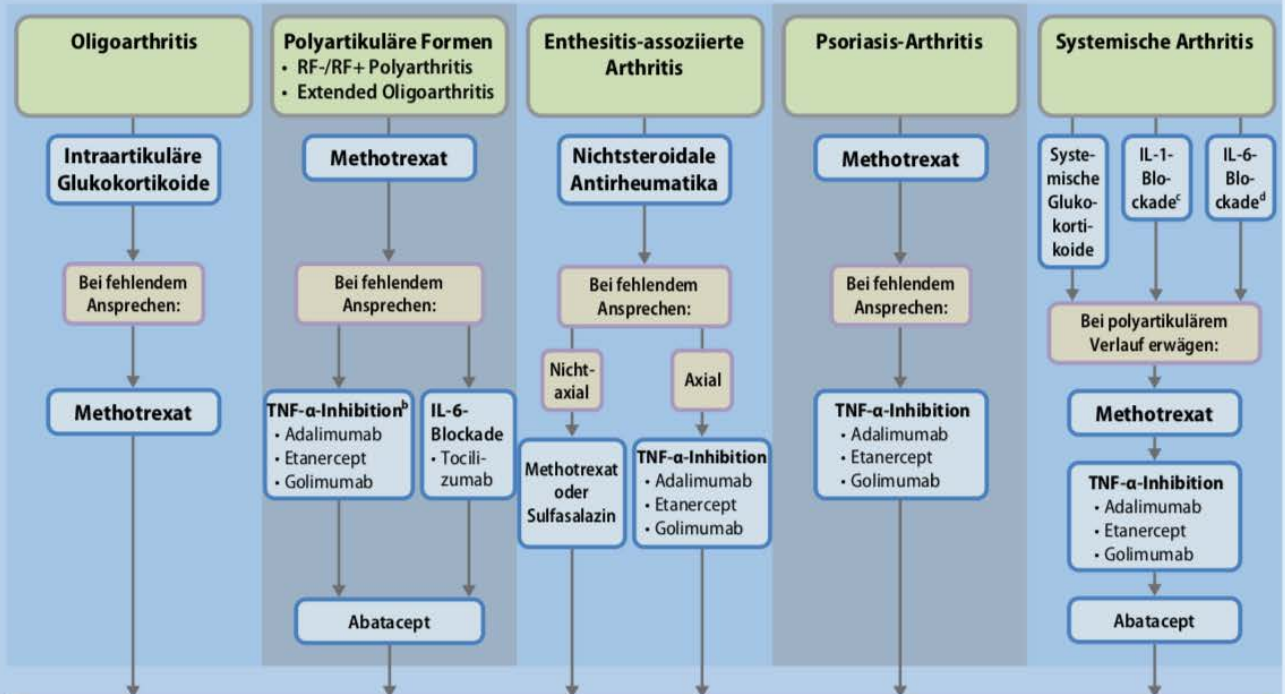 Oligoarthritis
Intraartikuläre
Glukokortikoide
Bei fehlendem
Ansprechen:
Methotrexat
Polyartikuläre Formen
• RF-/RF+ Polyarthritis
• Extended Oligoarthritis
Methotrexat
Bei fehlendem
Ansprechen:
TNF-α-Inhibitionᵇ
• Adalimumab
• Etanercept
• Golimumab
IL-6-
Blockade
• Tocili-
zumab
Abatacept
Enthesitis-assoziierte
Arthritis
Nichtsteroidale
Antirheumatika
Bei fehlendem
Ansprechen:
Nicht-
axial
Methotrexat
oder
Sulfasalazin
Axial
TNF-α-Inhibition
• Adalimumab
• Etanercept
• Golimumab
Psoriasis-Arthritis
Methotrexat
Bei fehlendem
Ansprechen:
TNF-α-Inhibition
• Adalimumab
• Etanercept
• Golimumab
Systemische Arthritis
Syste-
mische
Gluko-
korti-
koide
IL-1-
Blo-
ckadeᶜ
IL-6-
Blo-
ckadeᵈ
Bei polyartikulärem
Verlauf erwägen:
Methotrexat
TNF-α-Inhibition
• Adalimumab
• Etanercept
• Golimumab
Abatacept